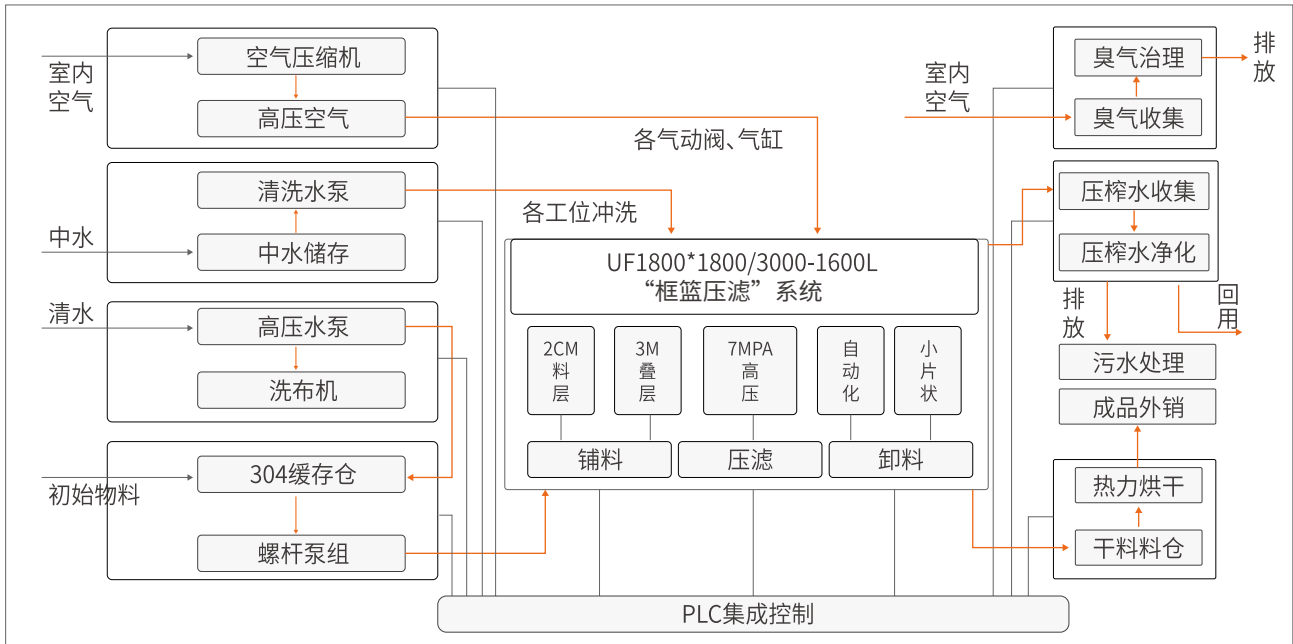 室内
空气
空气压缩机
高压空气
中水
清洗水泵
中水储存
清水
高压水泵
洗布机
初始物料
304缓存仓
螺杆泵组
各气动阀、气缸
各工位冲洗
UF1800*1800/3000-1600L
“框篮压滤”系统
2CM
料
层
3M
叠
层
7MPA
高
压
自
动
化
小
片
状
铺料
压滤
卸料
室内
空气
臭气治理
臭气收集
排
放
压榨水收集
压榨水净化
排
放
回
用
污水处理
成品外销
热力烘干
干料料仓
PLC集成控制